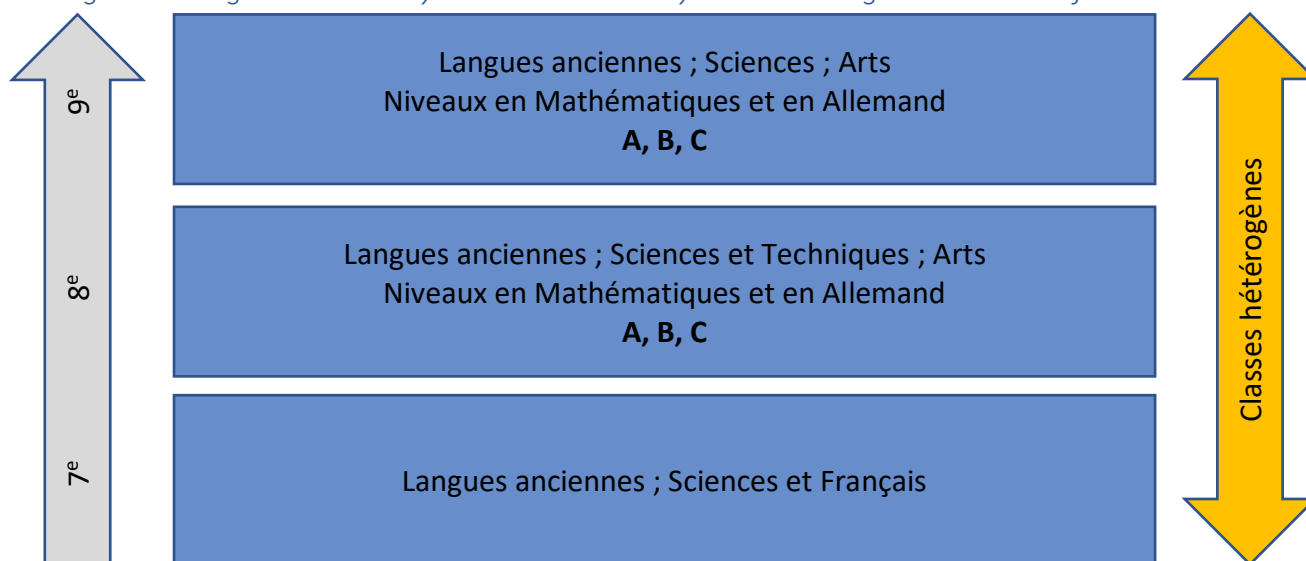 9e
Langues anciennes ; Sciences ; Arts
Niveaux en Mathématiques et en Allemand
A, B, C
8e
Langues anciennes ; Sciences et Techniques ; Arts
Niveaux en Mathématiques et en Allemand
A, B, C
7e
Langues anciennes ; Sciences et Français
Classes hétérogènes